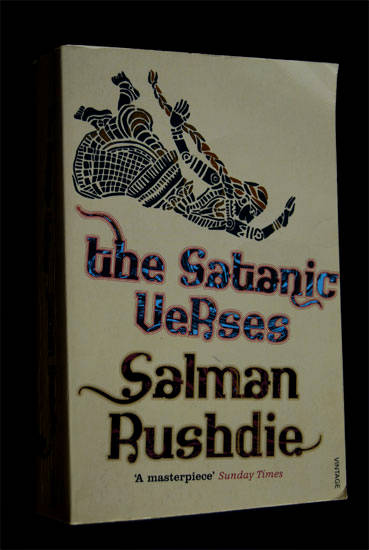 the Satanic
VeRses
Salman
Rushdie
'A masterpiece' Sunday Times
VINTAGE